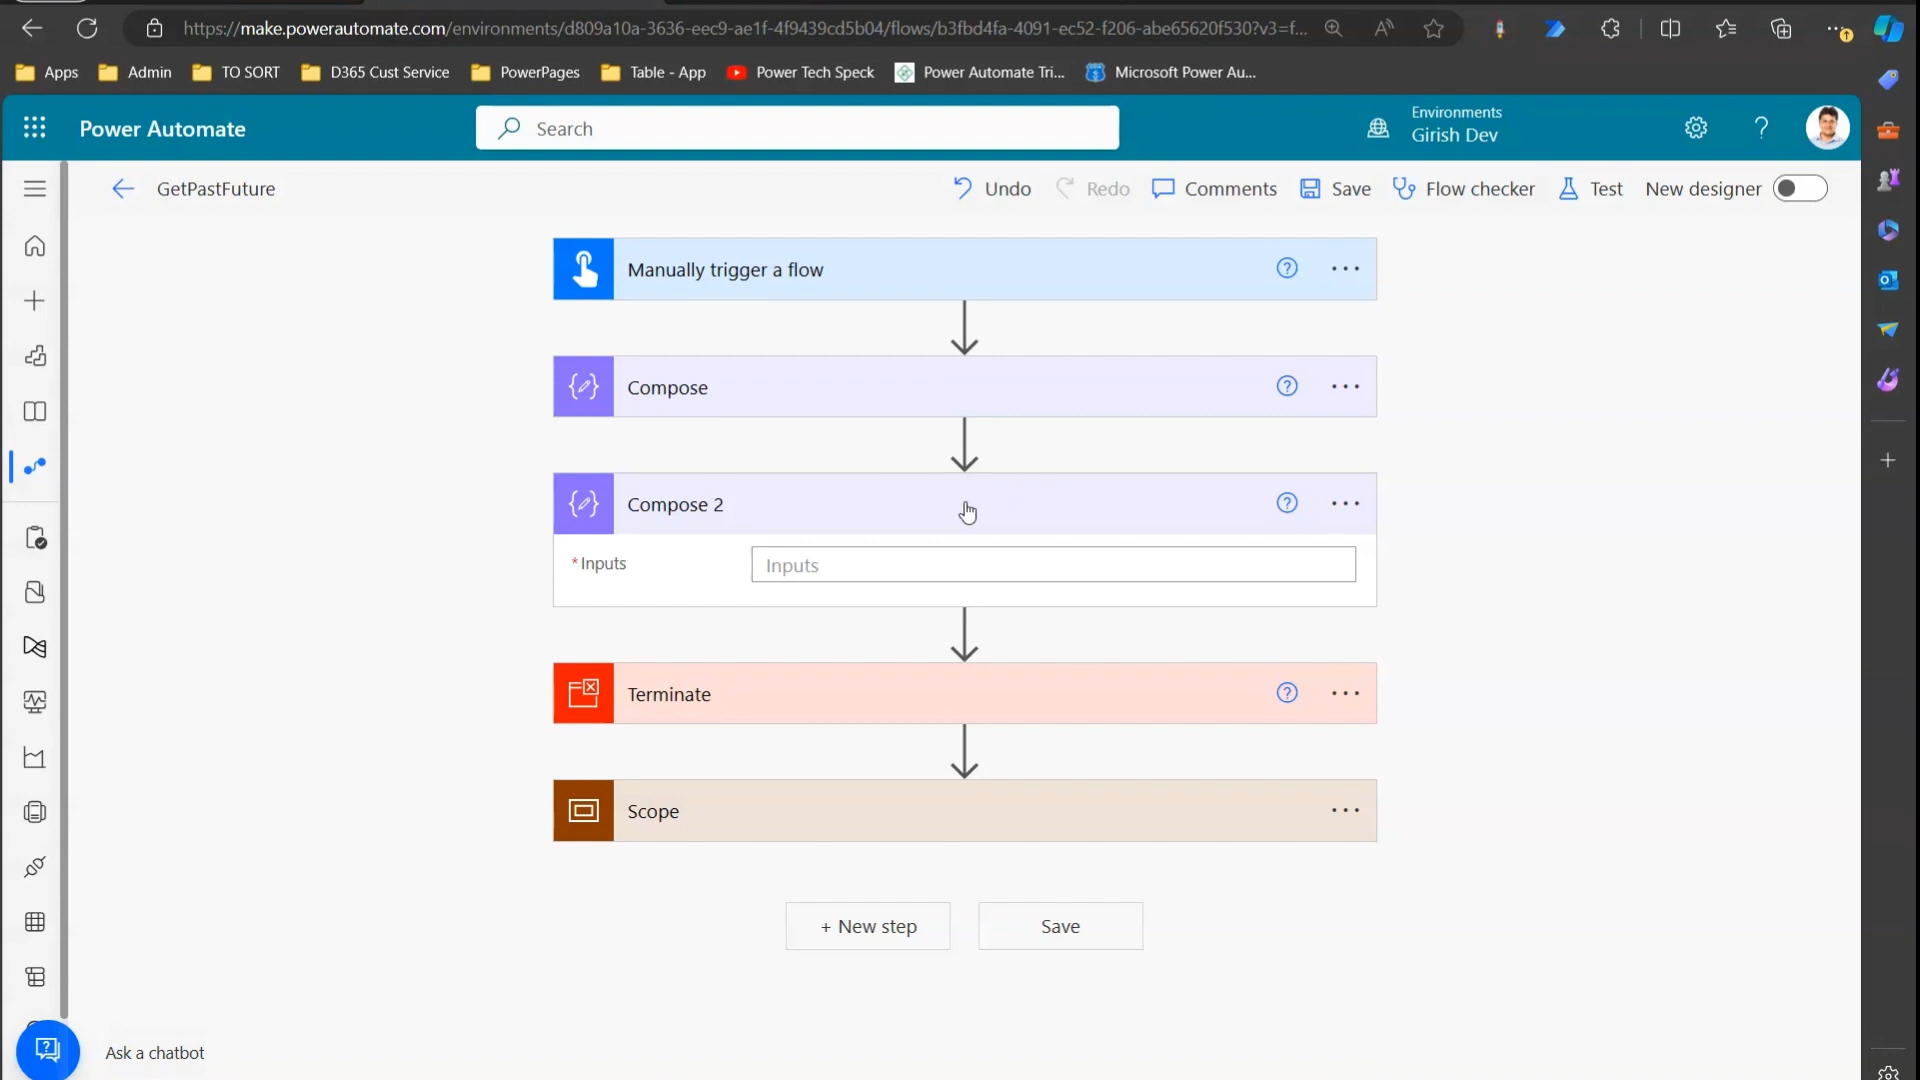 https://make.powerautomate.com/environments/d809a10a-3636-eec9-ae1f-4f9439cd5b04/flows/b3fbd4fa-4091-ec52-f206-abe65620f530?v3=f...
Apps Admin TO SORT D365 Cust Service PowerPages Table - App Power Tech Speck Power Automate Tri... Microsoft Power Au...
Power Automate
Search
Environments
Girish Dev
GetPastFuture
Undo Redo Comments Save Flow checker Test New designer
Manually trigger a flow
Compose
Compose 2
*Inputs
Inputs
Terminate
Scope
+ New step
Save
Ask a chatbot